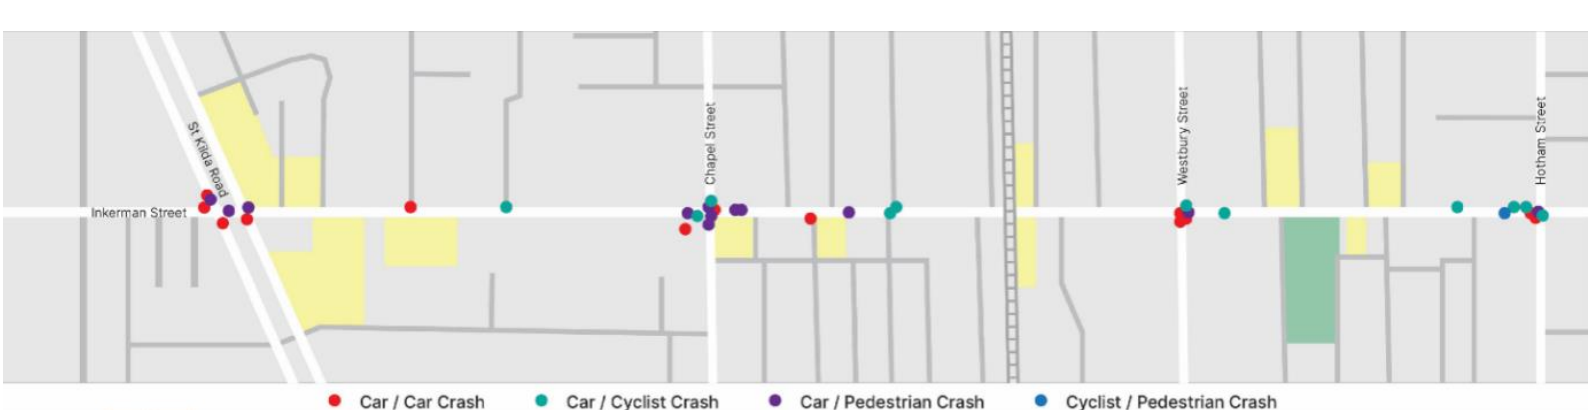 St Kilda Road
Chapel Street
Westbury Street
Hotham Street
Inkerman Street
Car / Car Crash
Car / Cyclist Crash
Car / Pedestrian Crash
Cyclist / Pedestrian Crash